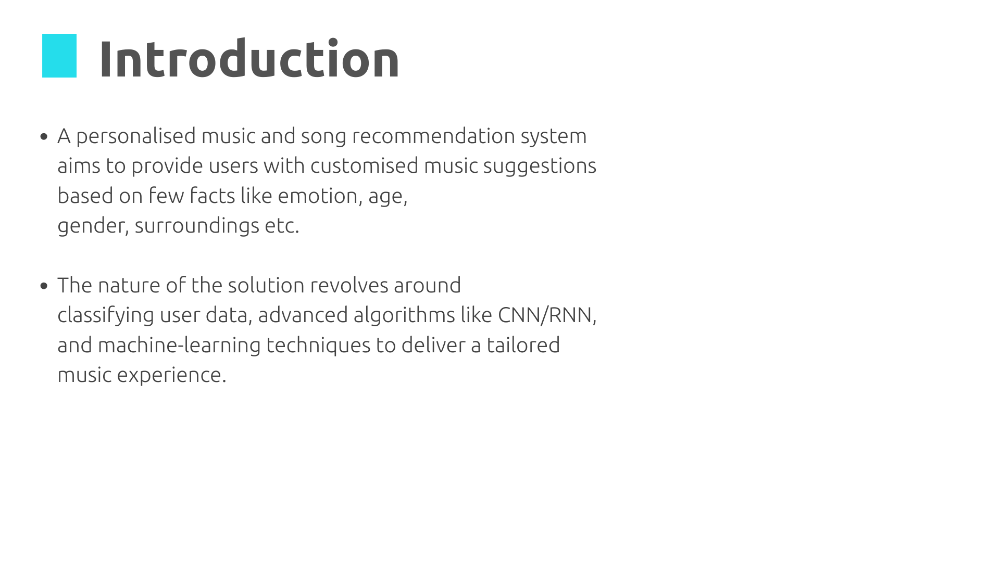 Introduction
• A personalised music and song recommendation system
aims to provide users with customised music suggestions
based on few facts like emotion, age,
gender, surroundings etc.
• The nature of the solution revolves around
classifying user data, advanced algorithms like CNN/RNN,
and machine-learning techniques to deliver a tailored
music experience.